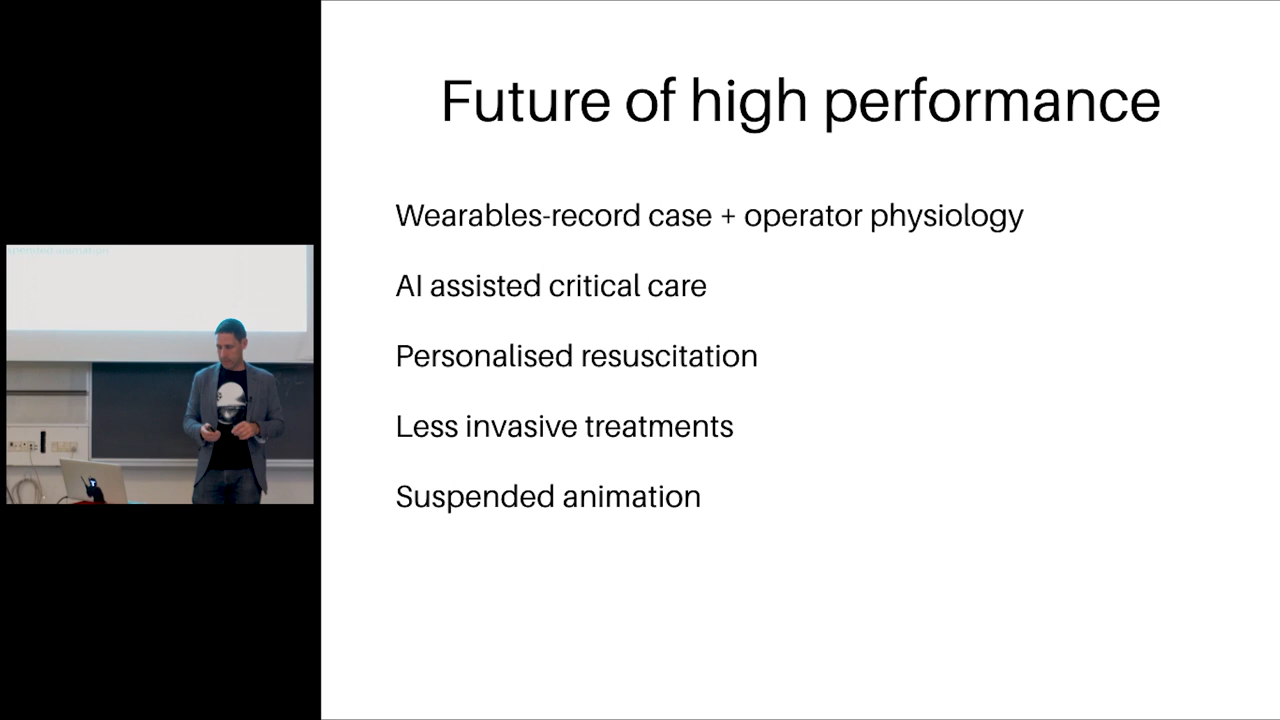 Future of high performance
Wearables-record case + operator physiology
AI assisted critical care
Personalised resuscitation
Less invasive treatments
Suspended animation